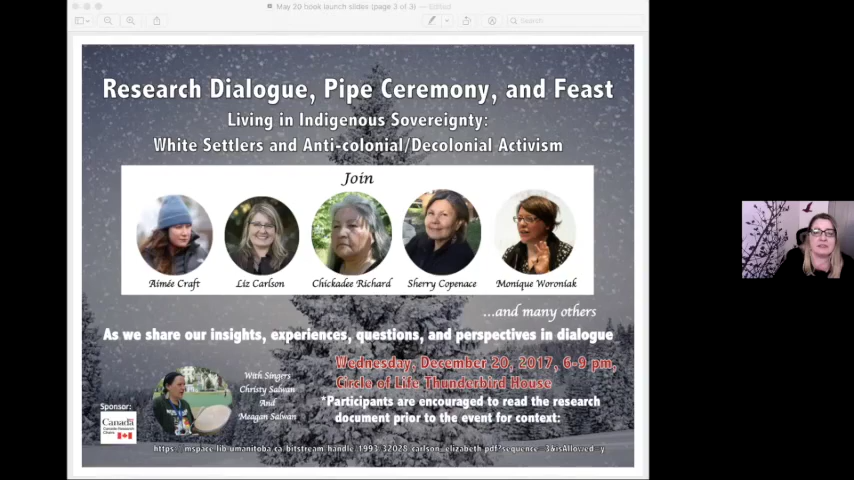 May 20 book launch slides (page 3 of 3) — Edited
Search
Research Dialogue, Pipe Ceremony, and Feast
Living in Indigenous Sovereignty:
White Settlers and Anti-colonial/Decolonial Activism
Join
Aimée Craft Liz Carlson Chickadee Richard Sherry Copenace Monique Woroniak
...and many others
As we share our insights, experiences, questions, and perspectives in dialogue
With Singers
Christy Salwan
And
Meagan Salwan
Wednesday, December 20, 2017, 6-9 pm,
Circle of Life Thunderbird House
*Participants are encouraged to read the research
document prior to the event for context:
Sponsor:
Canada